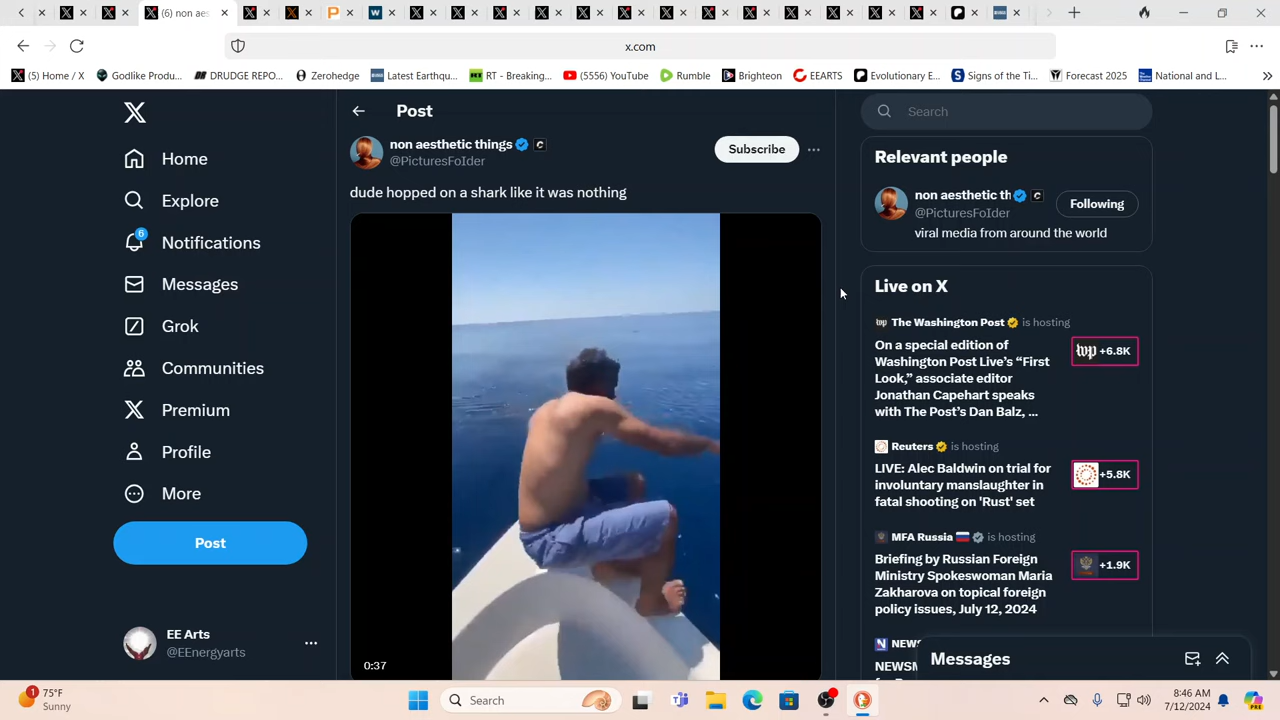 (6) non aes
x.com
(5) Home / X
Godlike Produ...
DRUDGE REPO...
Zerohedge
Latest Earthqu...
RT - Breaking...
(5556) YouTube
Rumble
Brighteon
EEARTS
Evolutionary E...
Signs of the Ti...
Forecast 2025
National and L...
Home
Explore
6
Notifications
Messages
Grok
Communities
Premium
Profile
More
Post
EE Arts
@EEnergyarts
Post
non aesthetic things
@PicturesFoIder
Subscribe
dude hopped on a shark like it was nothing
0:37
Search
Relevant people
non aesthetic th
@PicturesFoIder
Following
viral media from around the world
Live on X
The Washington Post is hosting
On a special edition of
Washington Post Live's “First
Look,” associate editor
Jonathan Capehart speaks
with The Post's Dan Balz, ...
wp +6.8K
Reuters is hosting
LIVE: Alec Baldwin on trial for
involuntary manslaughter in
fatal shooting on 'Rust' set
+5.8K
MFA Russia is hosting
Briefing by Russian Foreign
Ministry Spokeswoman Maria
Zakharova on topical foreign
policy issues, July 12, 2024
+1.9K
NEWS
NEWSM
Messages
1
75°F
Sunny
Search
8:46 AM
7/12/2024
PRE